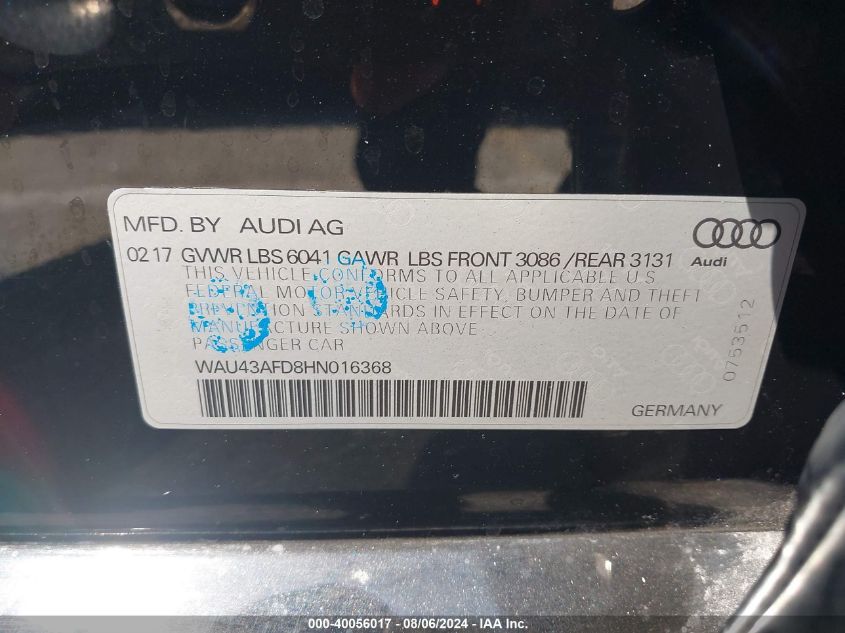 MFD. BY AUDI AG
Audi
02 17 GVWR LBS 6041 GAWR LBS FRONT 3086 /REAR 3131
THIS VEHICLE CONFORMS TO ALL APPLICABLE U S
FEDERAL MOTOR VEHICLE SAFETY, BUMPER AND THEFT
PREVENTION STANDARDS IN EFFECT ON THE DATE OF
MANUFACTURE SHOWN ABOVE
PASSENGER CAR
WAU43AFD8HN016368
0753512
GERMANY
000-40056017 - 08/06/2024 - IAA Inc.